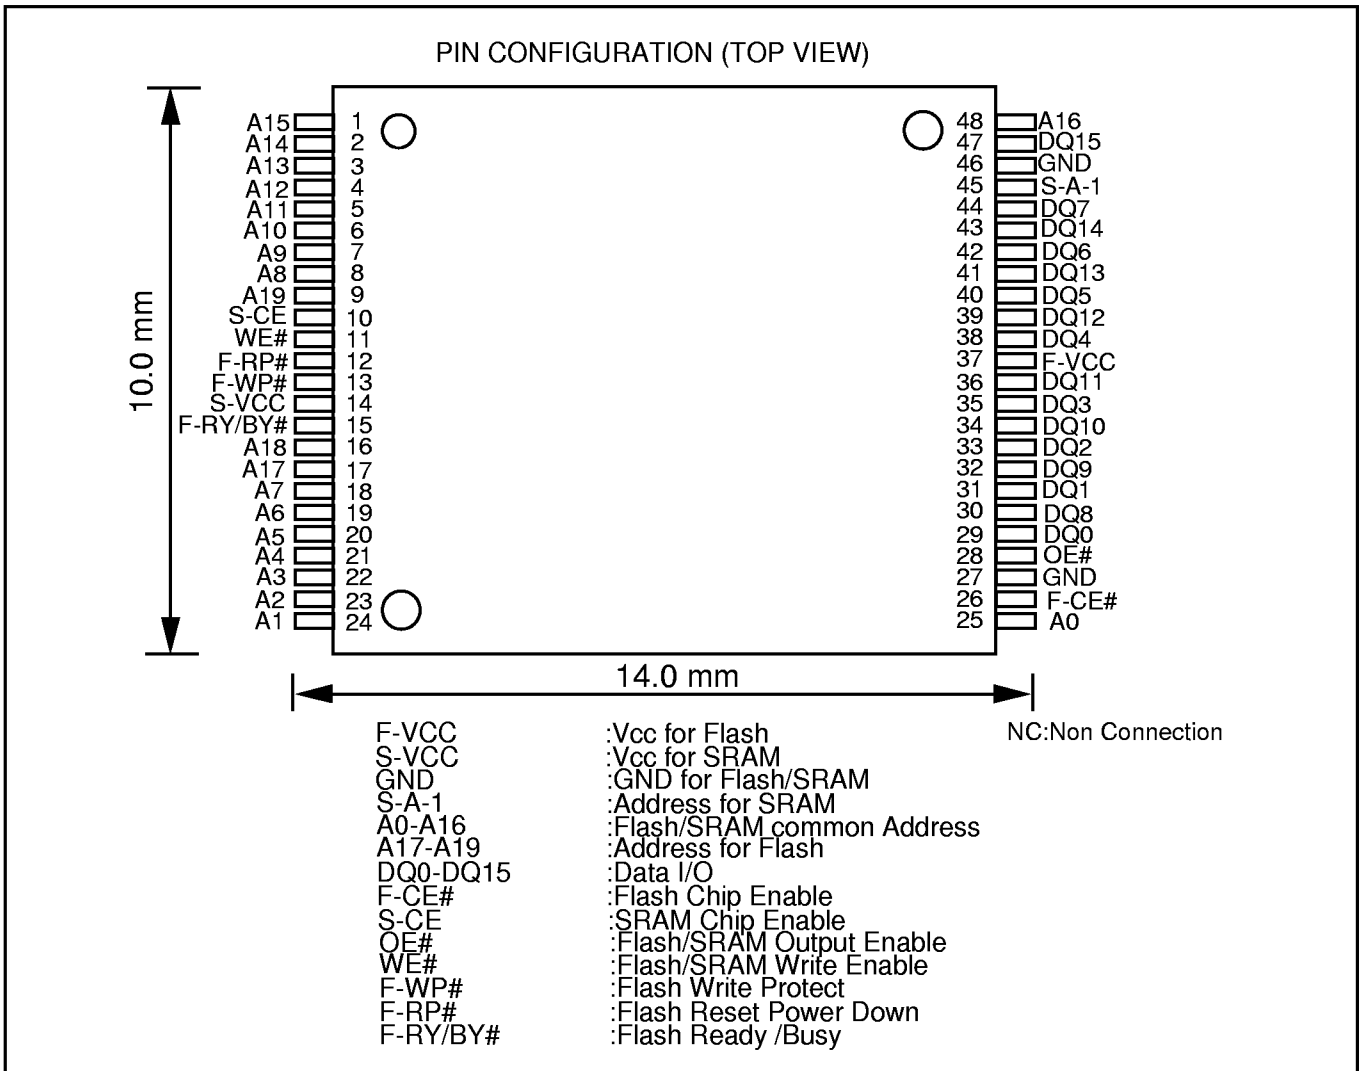 PIN CONFIGURATION (TOP VIEW)
A15 1 48 A16
A14 2 47 DQ15
A13 3 46 GND
A12 4 45 S-A-1
A11 5 44 DQ7
A10 6 43 DQ14
A9 7 42 DQ6
A8 8 41 DQ13
A19 9 40 DQ5
S-CE 10 39 DQ12
WE# 11 38 DQ4
F-RP# 12 37 F-VCC
F-WP# 13 36 DQ11
S-VCC 14 35 DQ3
F-RY/BY# 15 34 DQ10
A18 16 33 DQ2
A17 17 32 DQ9
A7 18 31 DQ1
A6 19 30 DQ8
A5 20 29 DQ0
A4 21 28 OE#
A3 22 27 GND
A2 23 26 F-CE#
A1 24 25 A0
10.0 mm
14.0 mm
F-VCC :Vcc for Flash
NC:Non Connection
S-VCC :Vcc for SRAM
GND :GND for Flash/SRAM
S-A-1 :Address for SRAM
A0-A16 :Flash/SRAM common Address
A17-A19 :Address for Flash
DQ0-DQ15 :Data I/O
F-CE# :Flash Chip Enable
S-CE :SRAM Chip Enable
OE# :Flash/SRAM Output Enable
WE# :Flash/SRAM Write Enable
F-WP# :Flash Write Protect
F-RP# :Flash Reset Power Down
F-RY/BY# :Flash Ready /Busy